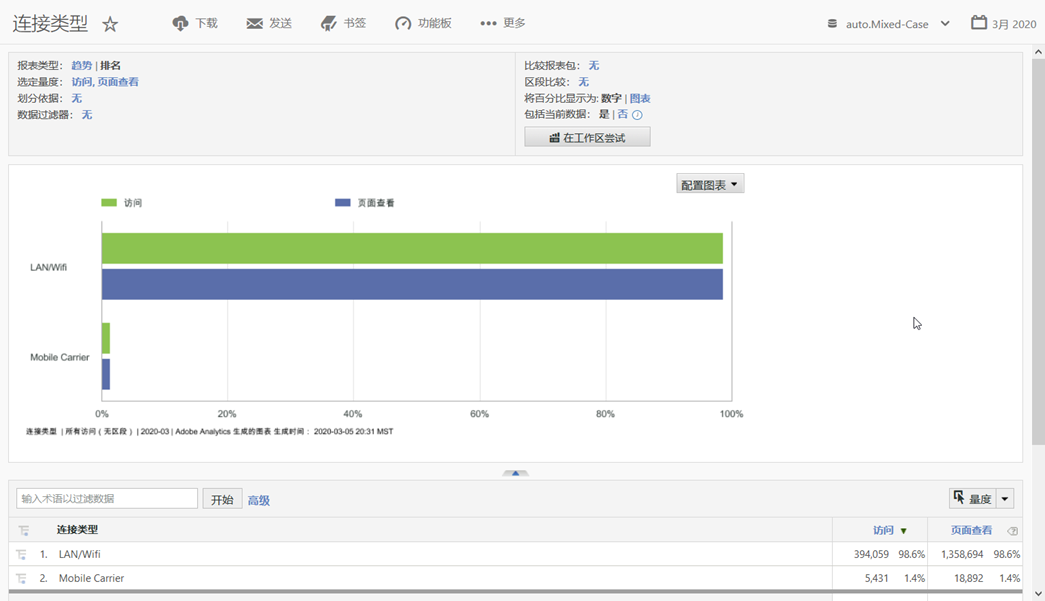 连接类型 下载 发送 书签 功能板 更多 auto.Mixed-Case 3月 2020
报表类型: 趋势 | 排名
选定量度: 访问, 页面查看
划分依据: 无
数据过滤器: 无
比较报表包: 无
区段比较: 无
将百分比显示为: 数字 | 图表
包括当前数据: 是 | 否
在工作区尝试
配置图表
访问 页面查看
LAN/Wifi
Mobile Carrier
0% 20% 40% 60% 80% 100%
连接类型 | 所有访问 ( 无区段 ) | 2020-03 | Adobe Analytics 生成的图表 生成时间: 2020-03-05 20:31 MST
输入术语以过滤数据 开始 高级 量度
连接类型 访问 页面查看
1. LAN/Wifi 394,059 98.6% 1,358,694 98.6%
2. Mobile Carrier 5,431 1.4% 18,892 1.4%